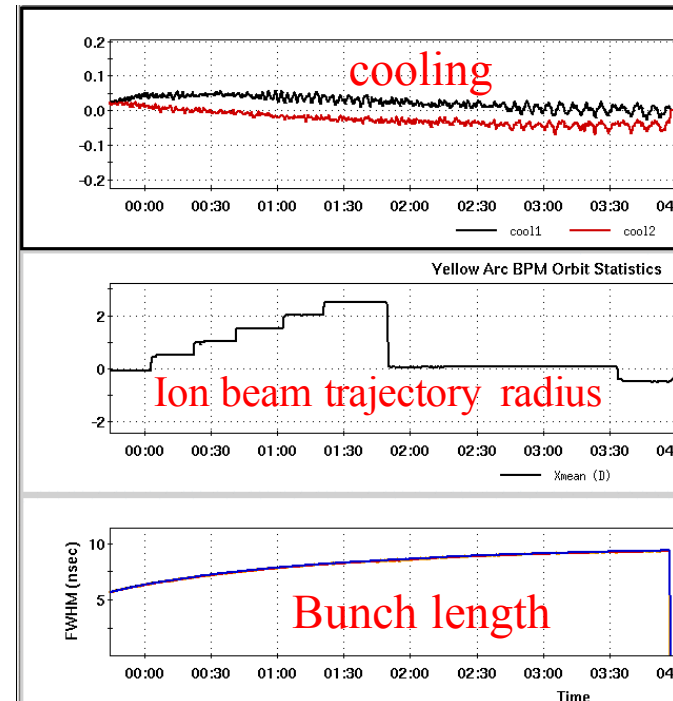 0.2
0.1
0.0
-0.1
-0.2
cooling
00:00 00:30 01:00 01:30 02:00 02:30 03:00 03:30 04
cool1 cool2
Yellow Arc BPM Orbit Statistics
2
0
-2
Ion beam trajectory radius
00:00 00:30 01:00 01:30 02:00 02:30 03:00 03:30 04
Xmean (D)
FWHM (nsec)
10
5
Bunch length
00:00 00:30 01:00 01:30 02:00 02:30 03:00 03:30 04
Time